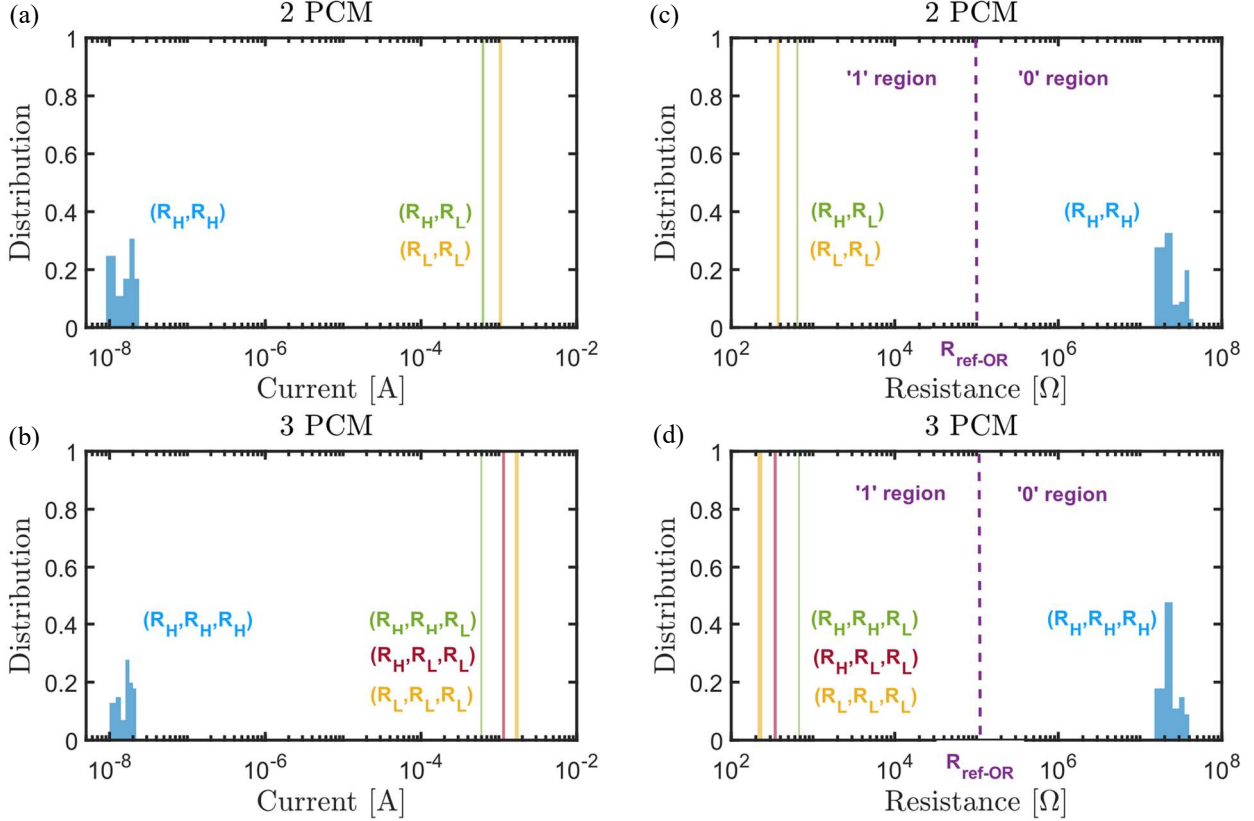 (a)
2 PCM
Distribution
1
0.8
0.6
0.4
0.2
0
(R_H,R_H)
(R_H,R_L)
(R_L,R_L)
10^-8
10^-6
10^-4
10^-2
Current [A]
(c)
2 PCM
Distribution
1
0.8
0.6
0.4
0.2
0
'1' region
'0' region
(R_H,R_L)
(R_L,R_L)
(R_H,R_H)
10^2
10^4
R_ref-OR
10^6
10^8
Resistance [Ω]
(b)
3 PCM
Distribution
1
0.8
0.6
0.4
0.2
0
(R_H,R_H,R_H)
(R_H,R_H,R_L)
(R_H,R_L,R_L)
(R_L,R_L,R_L)
10^-8
10^-6
10^-4
10^-2
Current [A]
(d)
3 PCM
Distribution
1
0.8
0.6
0.4
0.2
0
'1' region
'0' region
(R_H,R_H,R_L)
(R_H,R_L,R_L)
(R_L,R_L,R_L)
(R_H,R_H,R_H)
10^2
10^4
R_ref-OR
10^6
10^8
Resistance [Ω]